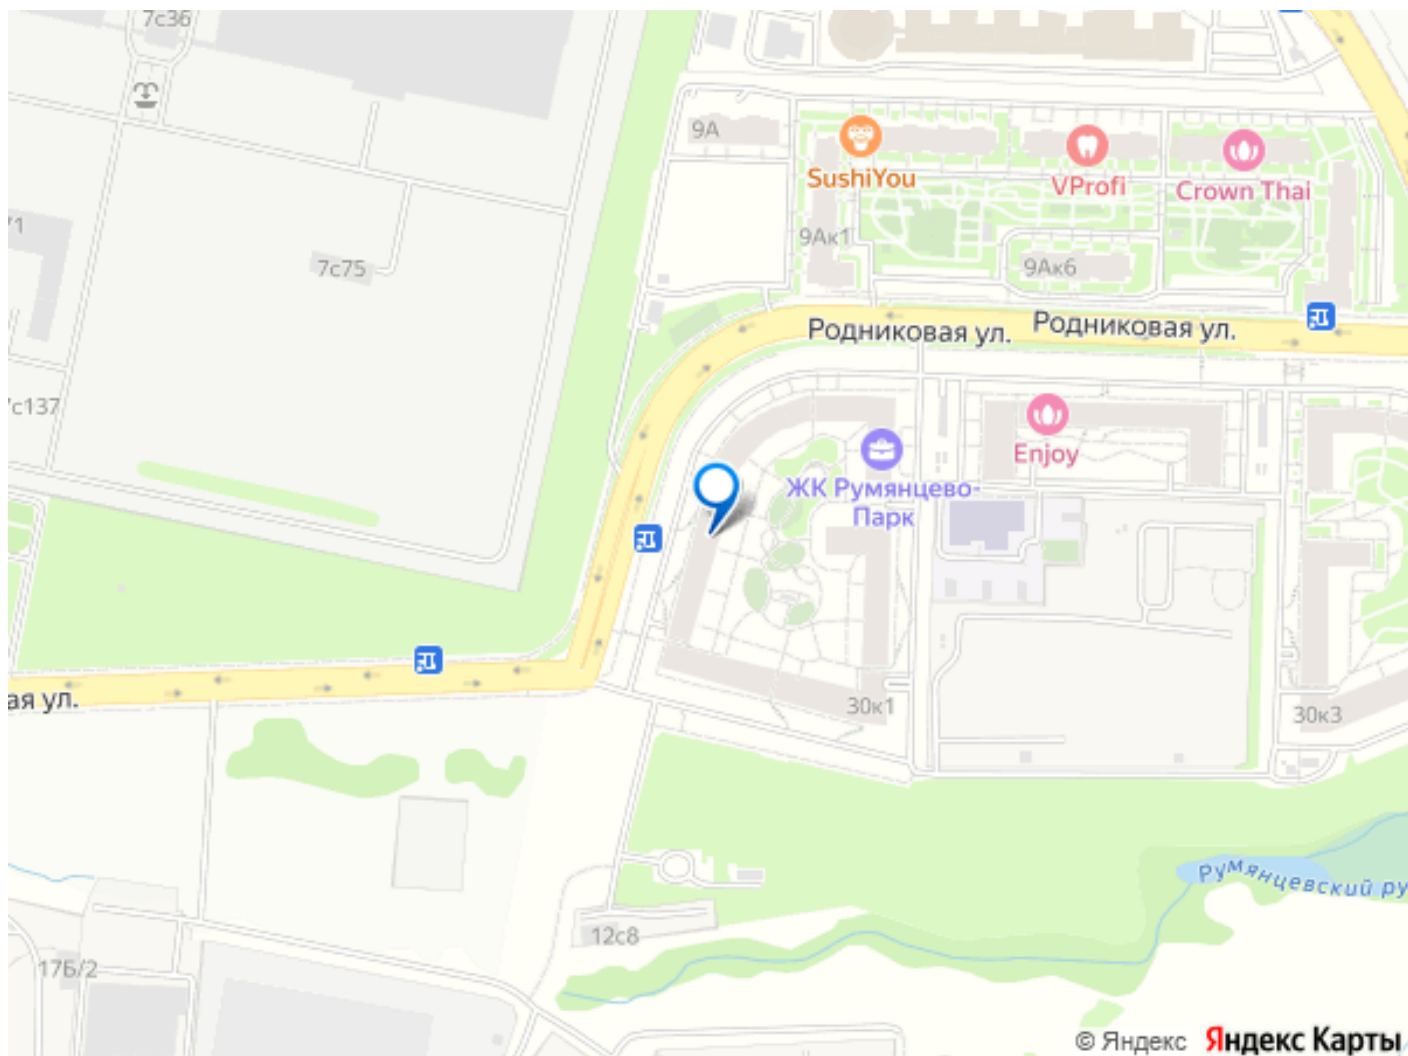 7с36
9А
SushiYou
VProfi
Crown Thai
9Ак1
9Ак6
7с75
/1
Родниковая ул.
Родниковая ул.
с137
Enjoy
ЖК Румянцево-
Парк
30к1
30к3
ая ул.
Румянцевский ру
12с8
17Б/2
© Яндекс Яндекс Карты